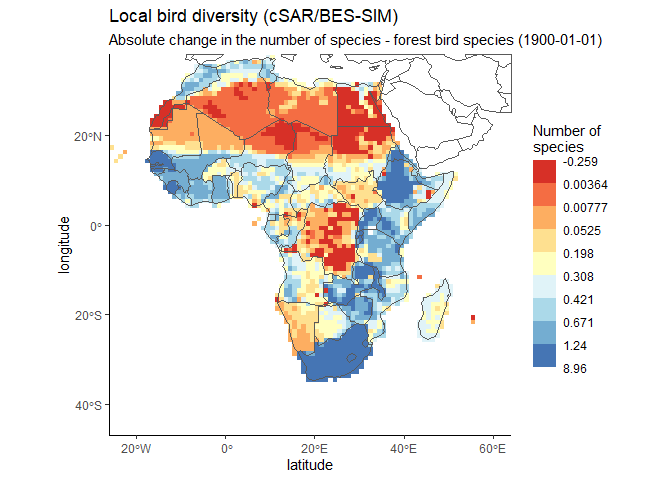 Local bird diversity (cSAR/BES-SIM)
Absolute change in the number of species - forest bird species (1900-01-01)
Number of
species
-0.259
0.00364
0.00777
0.0525
0.198
0.308
0.421
0.671
1.24
8.96
longitude
20°N
0°
20°S
40°S
20°W
0°
20°E
40°E
60°E
latitude